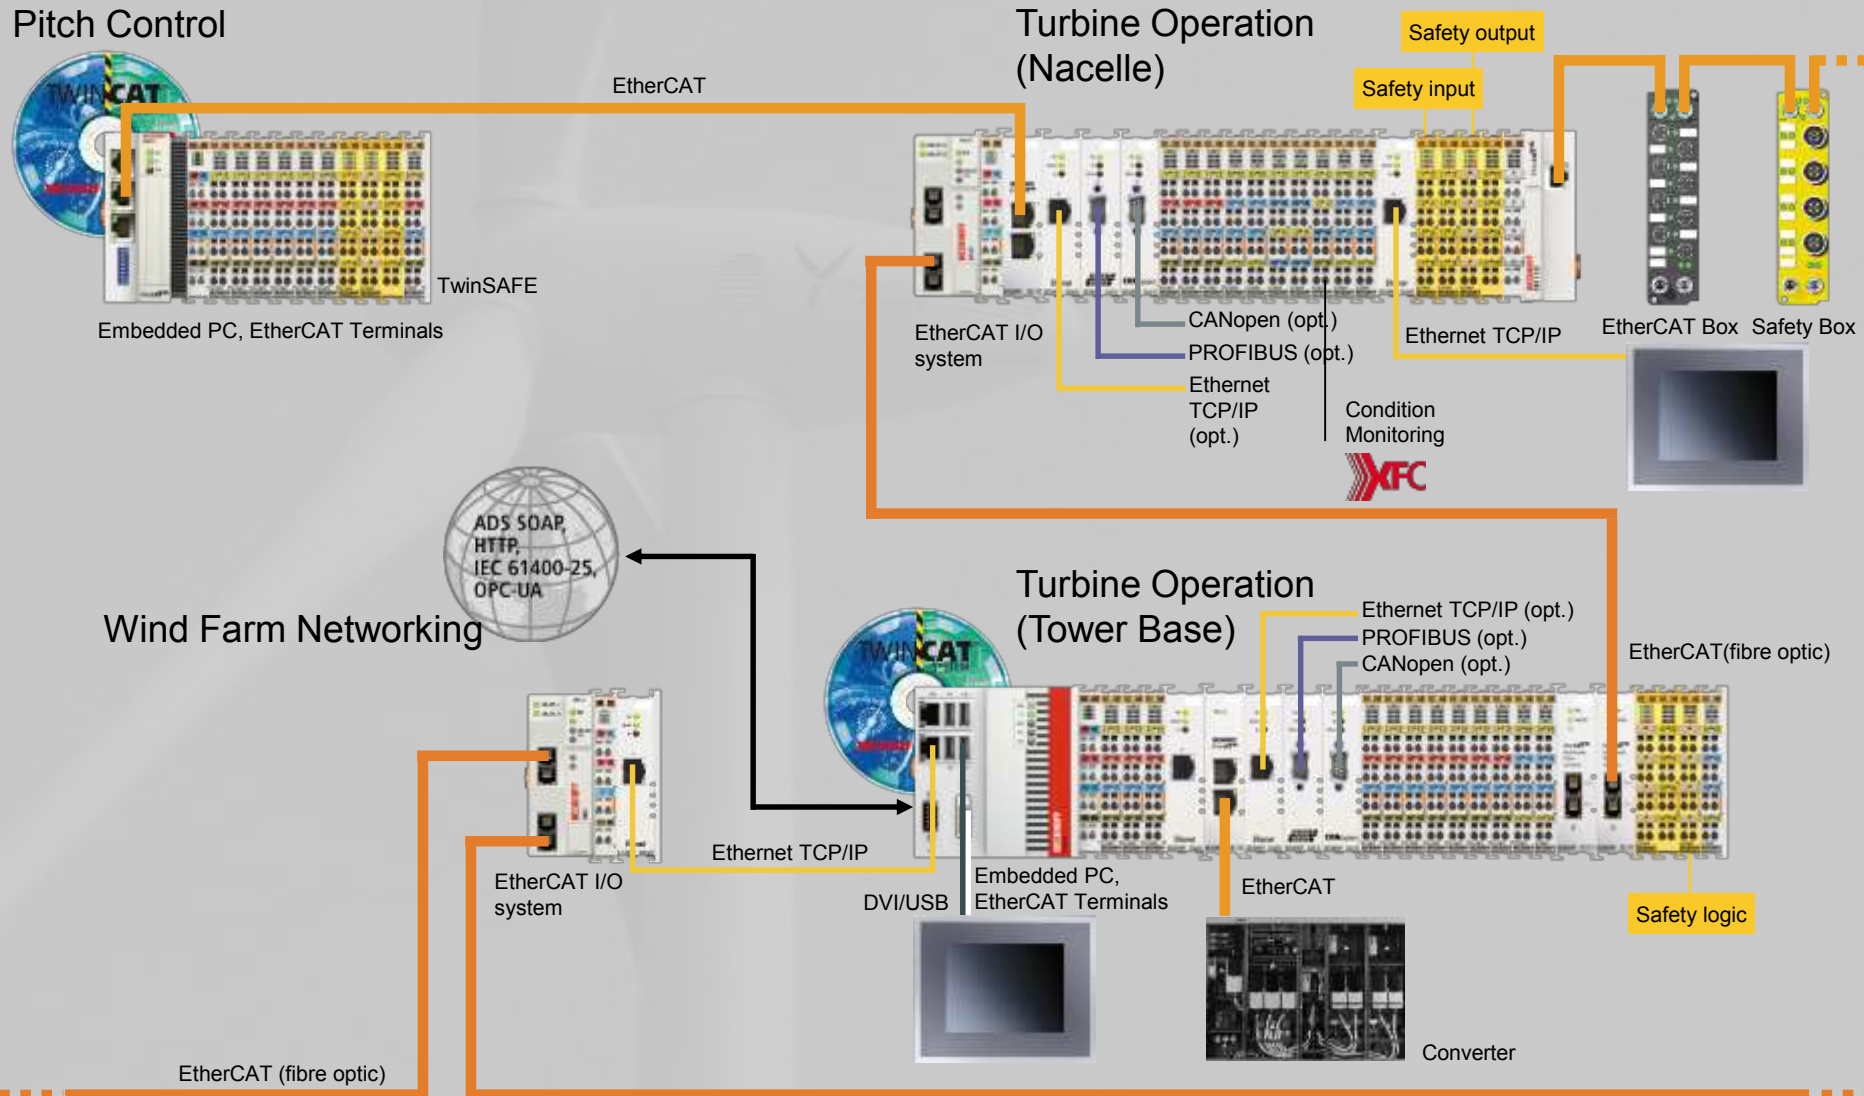 Pitch Control
TWINCAT
EtherCAT
TwinSAFE
Embedded PC, EtherCAT Terminals
Turbine Operation
(Nacelle)
Safety output
Safety input
EtherCAT I/O
system
CANopen (opt.)
PROFIBUS (opt.)
Ethernet
TCP/IP
(opt.)
Condition
Monitoring
XFC
Ethernet TCP/IP
EtherCAT Box
Safety Box
ADS SOAP,
HTTP,
IEC 61400-25,
OPC-UA
Wind Farm Networking
Turbine Operation
(Tower Base)
TWINCAT
Ethernet TCP/IP (opt.)
PROFIBUS (opt.)
CANopen (opt.)
EtherCAT(fibre optic)
EtherCAT I/O
system
Ethernet TCP/IP
DVI/USB
Embedded PC,
EtherCAT Terminals
EtherCAT
Safety logic
Converter
EtherCAT (fibre optic)